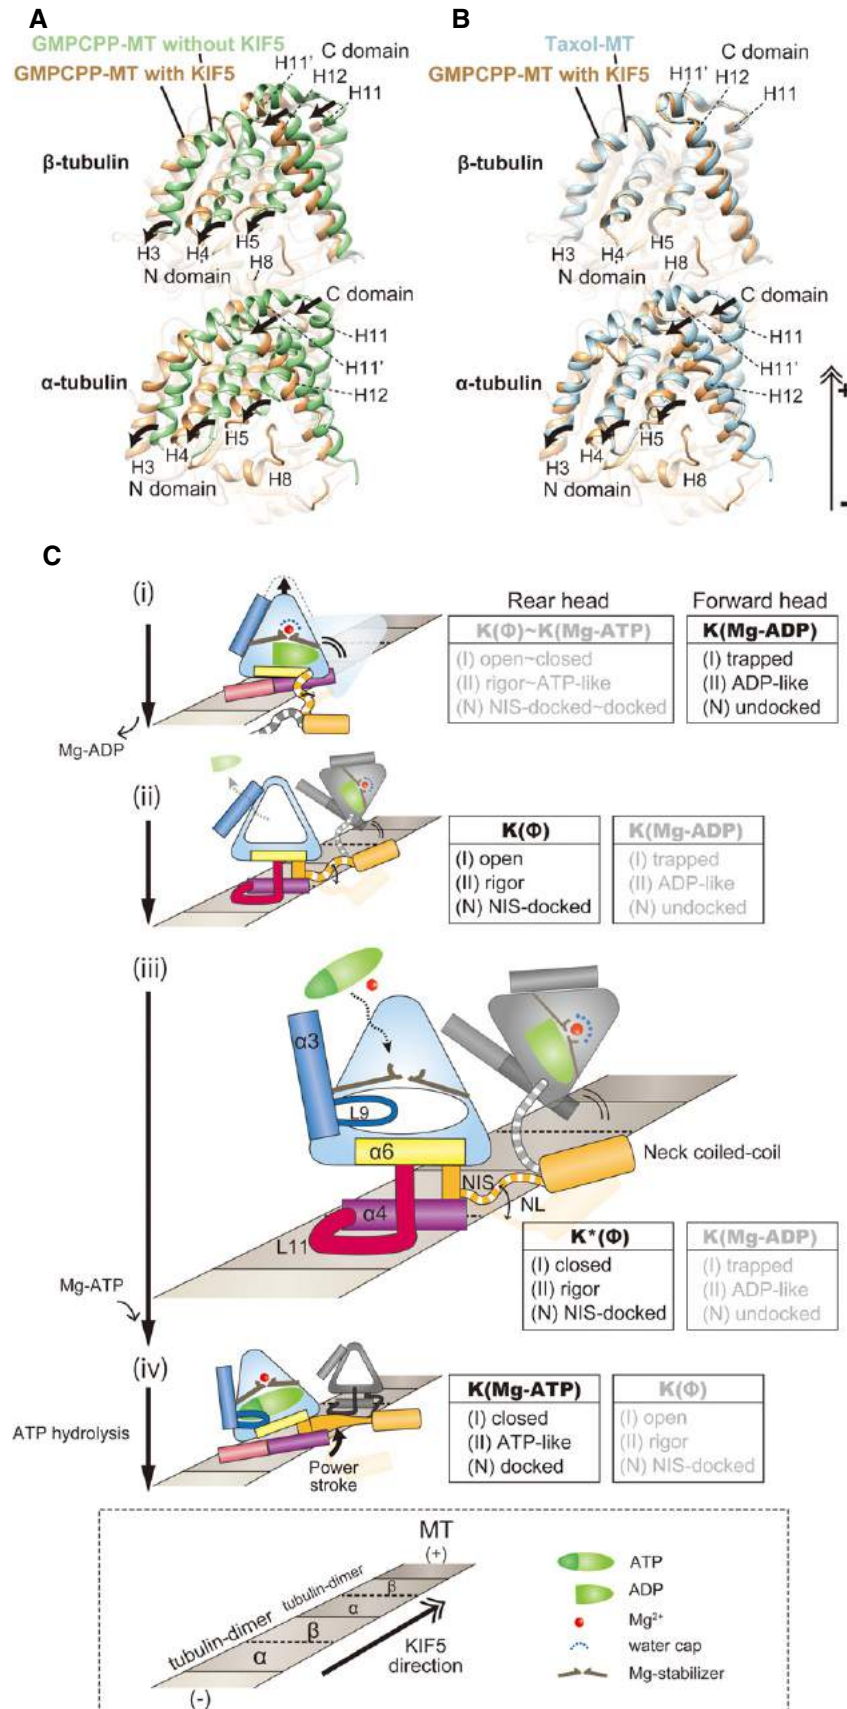 A
GMPCPP-MT without KIF5
GMPCPP-MT with KIF5
C domain
H11'
H12
H11
β-tubulin
H3
H4
H5
N domain
H8
C domain
H11
H11'
H12
α-tubulin
H3
H4
H5
H8
N domain
B
Taxol-MT
GMPCPP-MT with KIF5
C domain
H11'
H12
H11
β-tubulin
H3
H4
H5
N domain
H8
C domain
H11
H11'
H12
α-tubulin
H3
H4
H5
H8
N domain
+
-
C
(i)
Rear head
Forward head
K(Φ)~K(Mg-ATP)
(I) open~closed
(II) rigor~ATP-like
(N) NIS-docked~docked
K(Mg-ADP)
(I) trapped
(II) ADP-like
(N) undocked
Mg-ADP
(ii)
K(Φ)
(I) open
(II) rigor
(N) NIS-docked
K(Mg-ADP)
(I) trapped
(II) ADP-like
(N) undocked
(iii)
α3
L9
α6
NIS
NL
α4
L11
Neck coiled-coil
K*(Φ)
(I) closed
(II) rigor
(N) NIS-docked
K(Mg-ADP)
(I) trapped
(II) ADP-like
(N) undocked
Mg-ATP
(iv)
ATP hydrolysis
Power
stroke
K(Mg-ATP)
(I) closed
(II) ATP-like
(N) docked
K(Φ)
(I) open
(II) rigor
(N) NIS-docked
MT
(+)
tubulin-dimer
tubulin-dimer
β
α
β
α
(-)
KIF5
direction
ATP
ADP
Mg2+
water cap
Mg-stabilizer